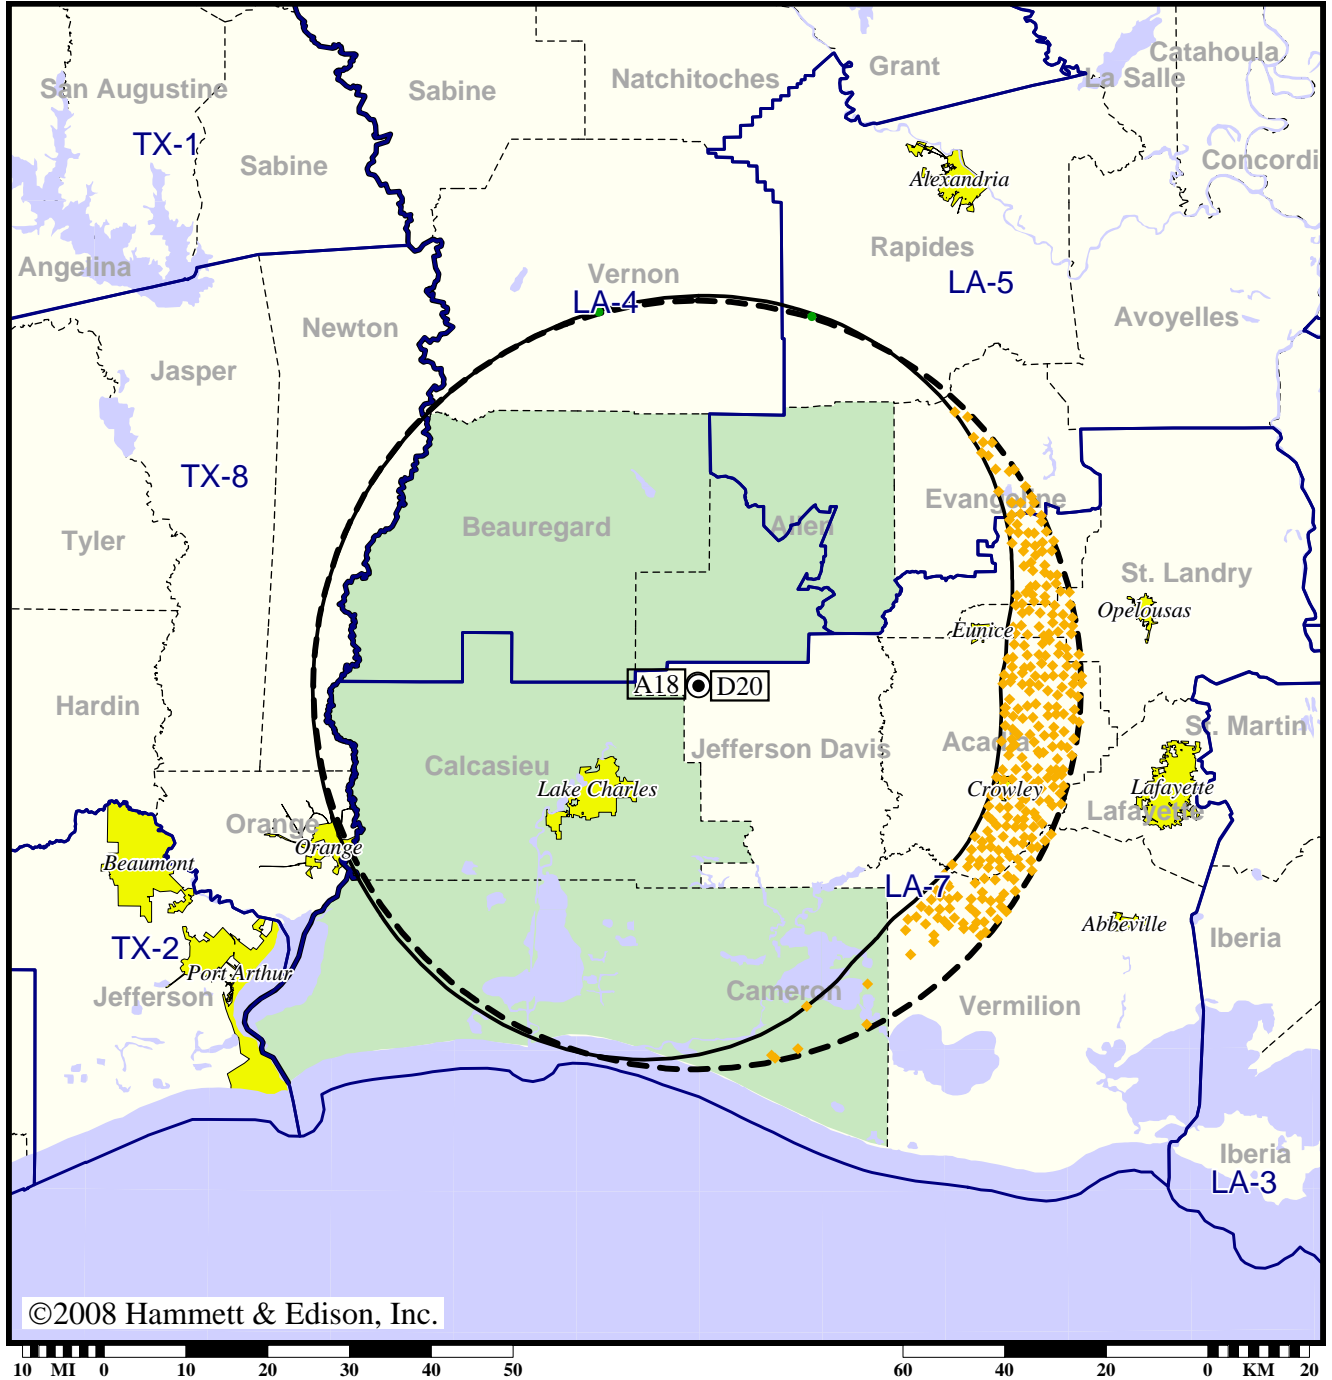 Catahoula
Grant
La Salle
San Augustine
Sabine
Natchitoches
TX-1
Sabine
Concordi
Alexandria
Rapides
Angelina
Vernon
LA-5
LA-4
Newton
Avoyelles
Jasper
TX-8
Evangeline
Beauregard
Allen
Tyler
St. Landry
Opelousas
Eunice
A18
D20
Hardin
St. Martin
Acadia
Jefferson Davis
Calcasieu
Lake Charles
Crowley
Lafayette
Lafayette
Orange
Orange
Beaumont
LA-7
Abbeville
Iberia
TX-2
Port Arthur
Jefferson
Cameron
Vermilion
Iberia
LA-3
©2008 Hammett & Edison, Inc.
10 MI 0 10 20 30 40 50
60 40 20 0 KM 20